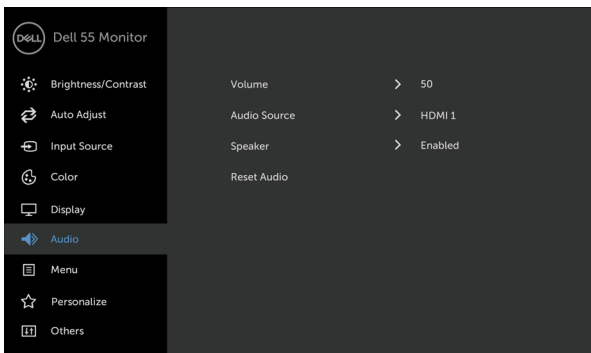 DELL Dell 55 Monitor
Brightness/Contrast
Auto Adjust
Input Source
Color
Display
Audio
Menu
Personalize
Others
Volume > 50
Audio Source > HDMI 1
Speaker > Enabled
Reset Audio